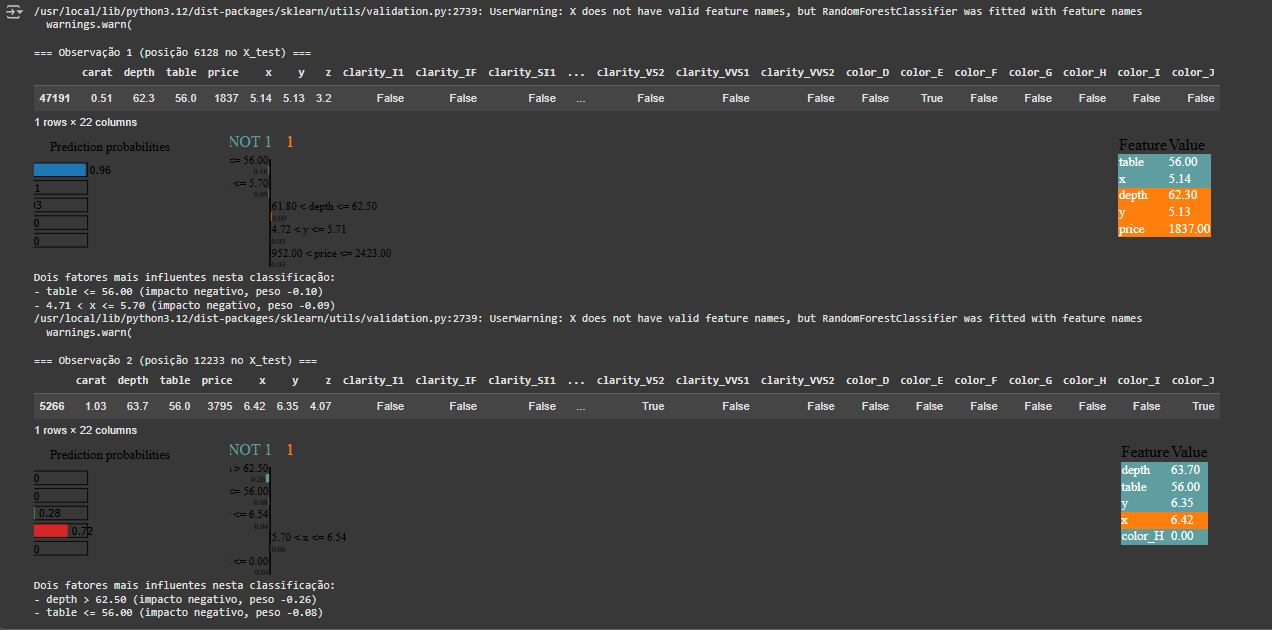 /usr/local/lib/python3.12/dist-packages/sklearn/utils/validation.py:2739: UserWarning: X does not have valid feature names, but RandomForestClassifier was fitted with feature names
warnings.warn(
=== Observação 1 (posição 6128 no X_test) ===
carat depth table price x y z clarity_I1 clarity_IF clarity_SI1 ... clarity_VS2 clarity_VVS1 clarity_VVS2 color_D color_E color_F color_G color_H color_I color_J
47191 0.51 62.3 56.0 1837 5.14 5.13 3.2 False False False ... False False False False True False False False False False
1 rows × 22 columns
Prediction probabilities
0.96
1
03
0
0
NOT 1 1
<= 56.00
0.10
<= 5.70
0.09
61.80 < depth <= 62.50
0.09
4.72 < y <= 5.71
0.03
952.00 < price <= 2423.00
0.03
Feature Value
table 56.00
x 5.14
depth 62.30
y 5.13
price 1837.00
Dois fatores mais influentes nesta classificação:
- table <= 56.00 (impacto negativo, peso -0.10)
- 4.71 < x <= 5.70 (impacto negativo, peso -0.09)
/usr/local/lib/python3.12/dist-packages/sklearn/utils/validation.py:2739: UserWarning: X does not have valid feature names, but RandomForestClassifier was fitted with feature names
warnings.warn(
=== Observação 2 (posição 12233 no X_test) ===
carat depth table price x y z clarity_I1 clarity_IF clarity_SI1 ... clarity_VS2 clarity_VVS1 clarity_VVS2 color_D color_E color_F color_G color_H color_I color_J
5266 1.03 63.7 56.0 3795 6.42 6.35 4.07 False False False ... True False False False False False False False False True
1 rows × 22 columns
Prediction probabilities
0
0
0.28
0.72
0
NOT 1 1
> 62.50
0.26
<= 56.00
0.08
<= 6.54
0.06
5.70 < x <= 6.54
0.06
<= 0.00
0.01
Feature Value
depth 63.70
table 56.00
y 6.35
x 6.42
color_H 0.00
Dois fatores mais influentes nesta classificação:
- depth > 62.50 (impacto negativo, peso -0.26)
- table <= 56.00 (impacto negativo, peso -0.08)